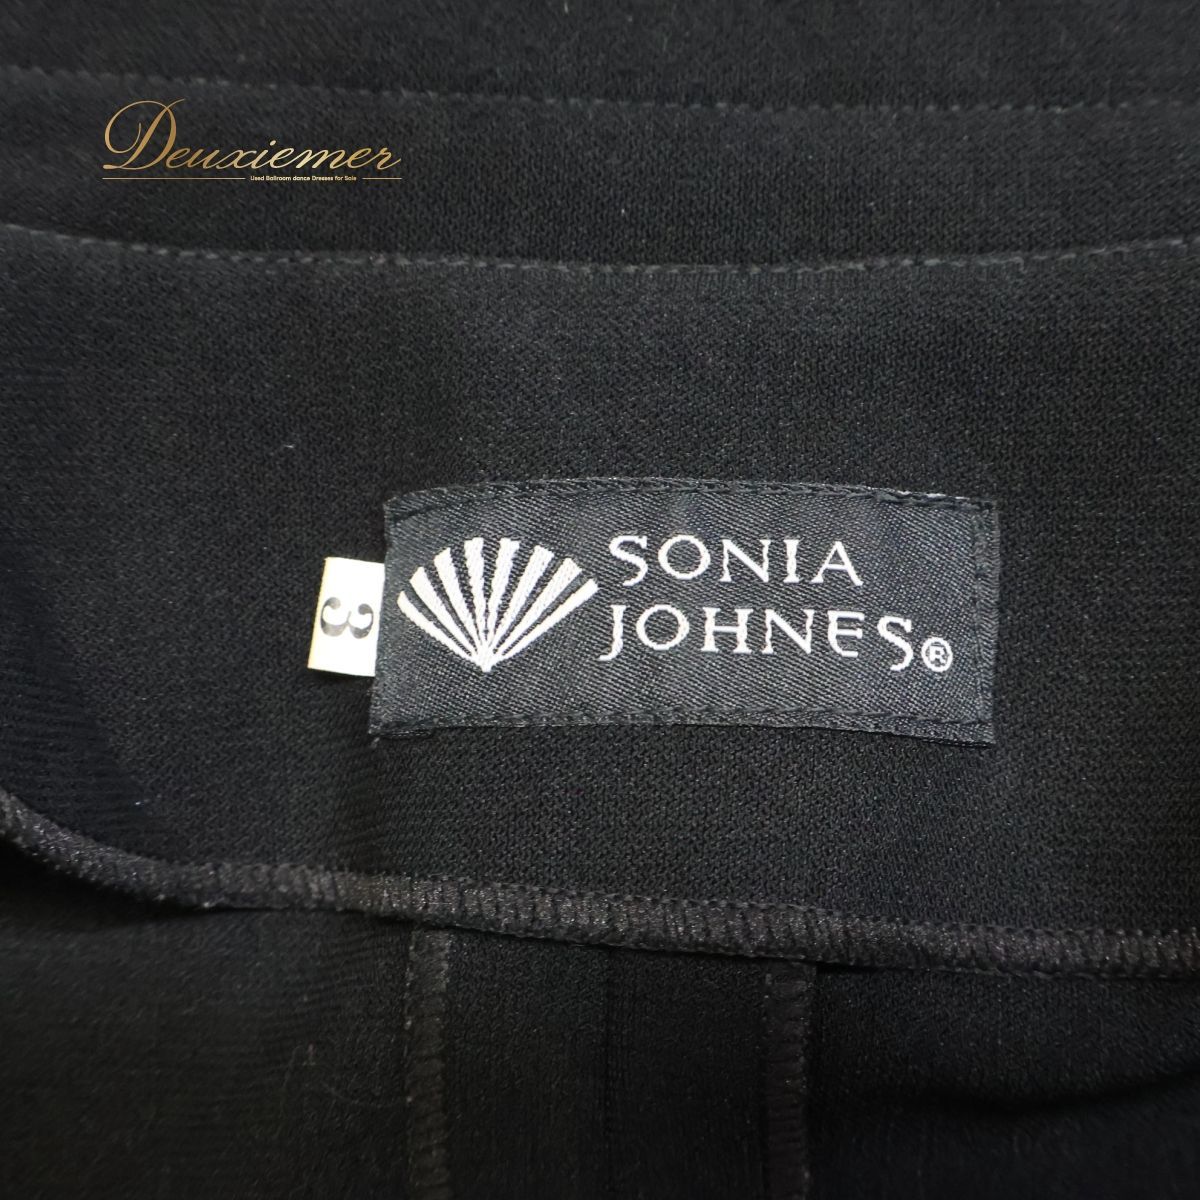 Deuxiemer
Used Ballroom dance Dresses for Sale
3
SONIA
JOHNES®